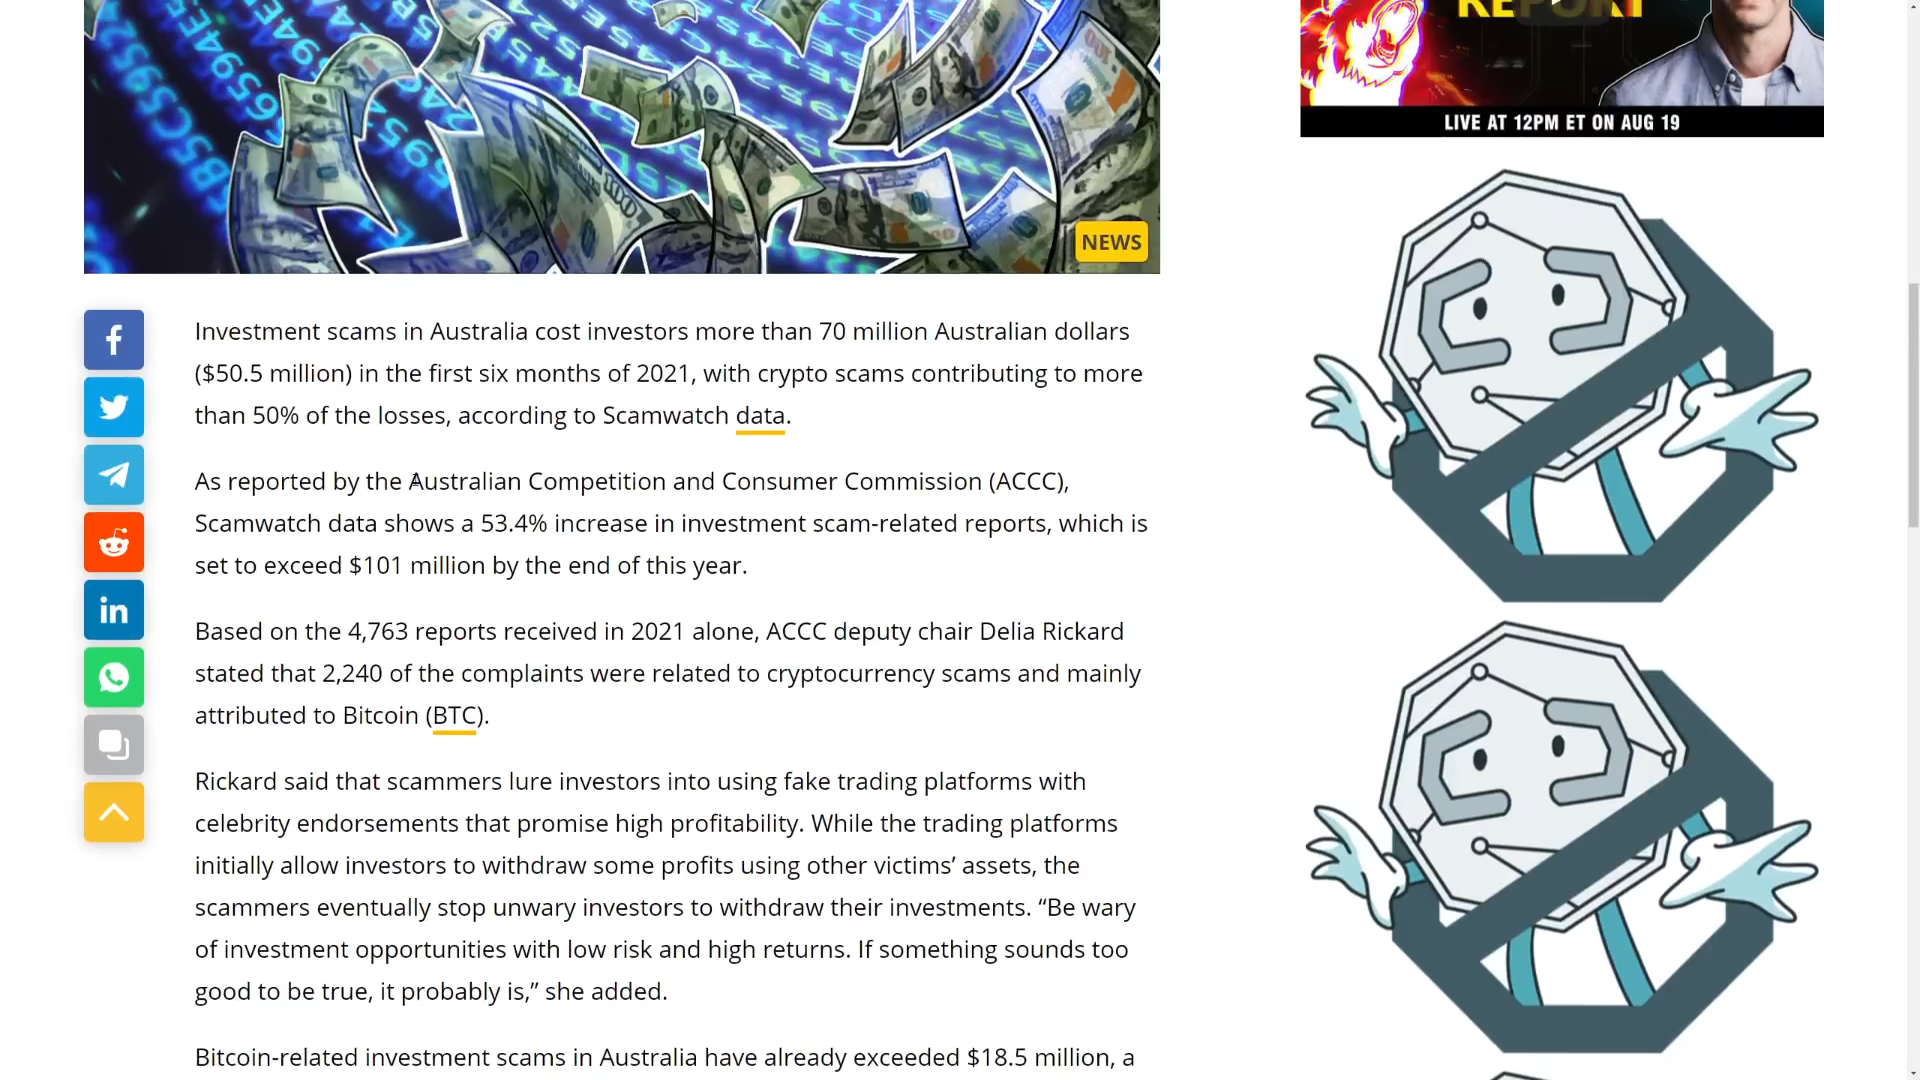 REPORT
LIVE AT 12PM ET ON AUG 19
NEWS
Investment scams in Australia cost investors more than 70 million Australian dollars
($50.5 million) in the first six months of 2021, with crypto scams contributing to more
than 50% of the losses, according to Scamwatch data.
As reported by the Australian Competition and Consumer Commission (ACCC),
Scamwatch data shows a 53.4% increase in investment scam-related reports, which is
set to exceed $101 million by the end of this year.
Based on the 4,763 reports received in 2021 alone, ACCC deputy chair Delia Rickard
stated that 2,240 of the complaints were related to cryptocurrency scams and mainly
attributed to Bitcoin (BTC).
Rickard said that scammers lure investors into using fake trading platforms with
celebrity endorsements that promise high profitability. While the trading platforms
initially allow investors to withdraw some profits using other victims’ assets, the
scammers eventually stop unwary investors to withdraw their investments. “Be wary
of investment opportunities with low risk and high returns. If something sounds too
good to be true, it probably is,” she added.
Bitcoin-related investment scams in Australia have already exceeded $18.5 million, a